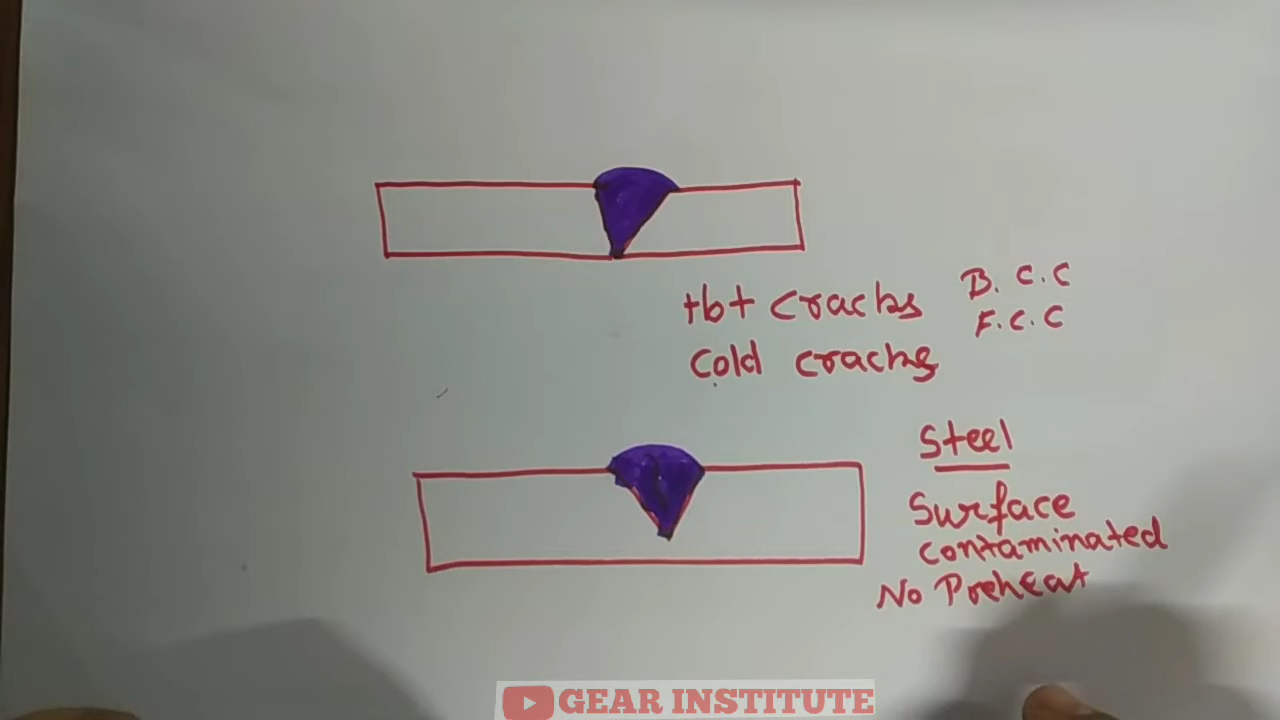 Hot cracks
B.C.C
F.C.C
Cold cracks
Steel
Surface
contaminated
No Preheat
GEAR INSTITUTE